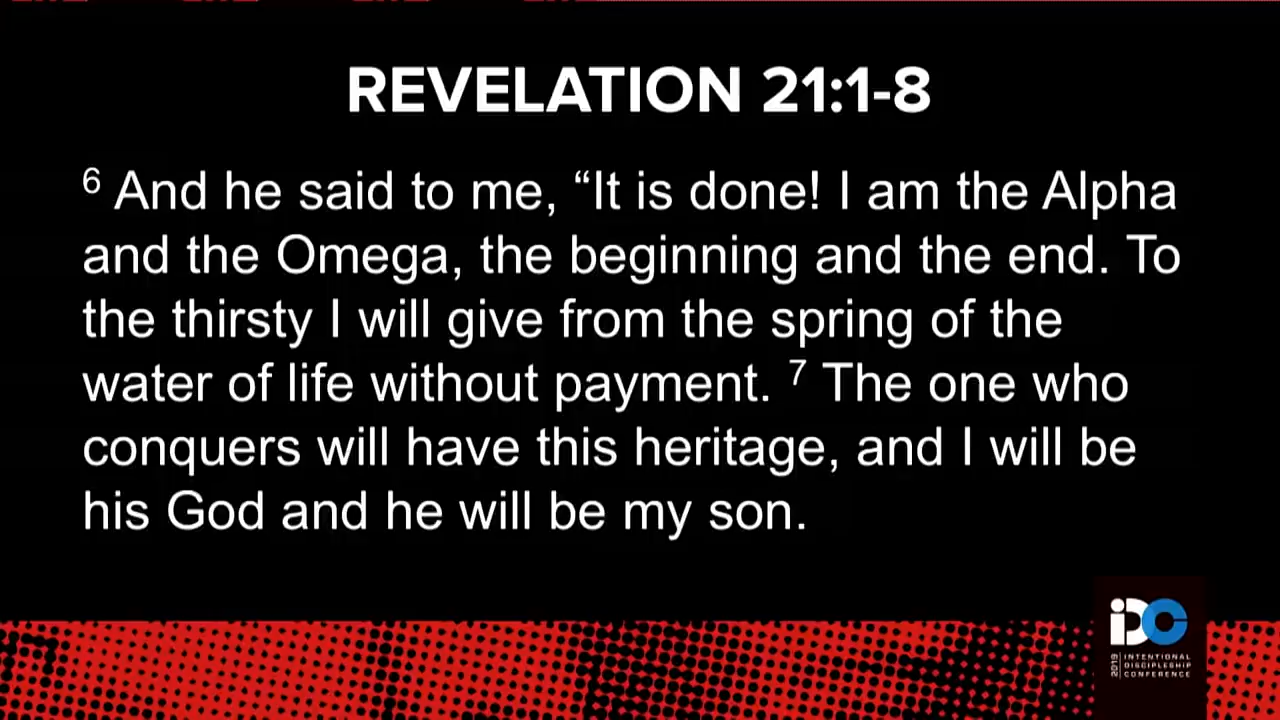 REVELATION 21:1-8
⁶ And he said to me, “It is done! I am the Alpha
and the Omega, the beginning and the end. To
the thirsty I will give from the spring of the
water of life without payment. ⁷ The one who
conquers will have this heritage, and I will be
his God and he will be my son.
iDC
2019
INTENTIONAL
DISCIPLESHIP
CONFERENCE